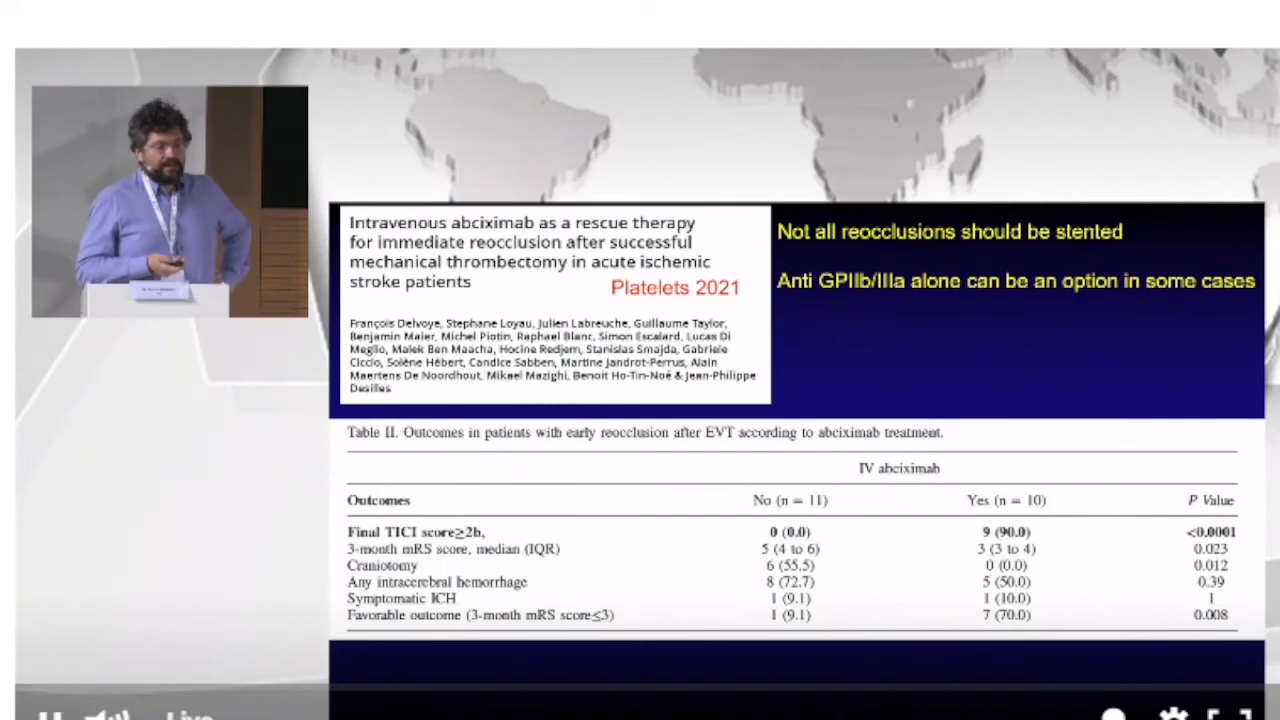 Intravenous abciximab as a rescue therapy
for immediate reocclusion after successful
mechanical thrombectomy in acute ischemic
stroke patients
Platelets 2021
François Delvoye, Stephane Loyau, Julien Labreuche, Guillaume Taylor,
Benjamin Maier, Michel Piotin, Raphael Blanc, Simon Escalard, Lucas Di
Meglio, Malek Ben Maacha, Hocine Redjem, Stanislas Smajda, Gabriele
Ciccio, Solène Hébert, Candice Sabben, Martine Jandrot-Perrus, Alain
Maertens De Noordhout, Mikael Mazighi, Benoit Ho-Tin-Noé & Jean-Philippe
Desilles
Not all reocclusions should be stented
Anti GPIIb/IIIa alone can be an option in some cases
Table II. Outcomes in patients with early reocclusion after EVT according to abciximab treatment.
IV abciximab
Outcomes No (n = 11) Yes (n = 10) P Value
Final TICI score≥2b, 0 (0.0) 9 (90.0) <0.0001
3-month mRS score, median (IQR) 5 (4 to 6) 3 (3 to 4) 0.023
Craniotomy 6 (55.5) 0 (0.0) 0.012
Any intracerebral hemorrhage 8 (72.7) 5 (50.0) 0.39
Symptomatic ICH 1 (9.1) 1 (10.0) 1
Favorable outcome (3-month mRS score≤3) 1 (9.1) 7 (70.0) 0.008
Live